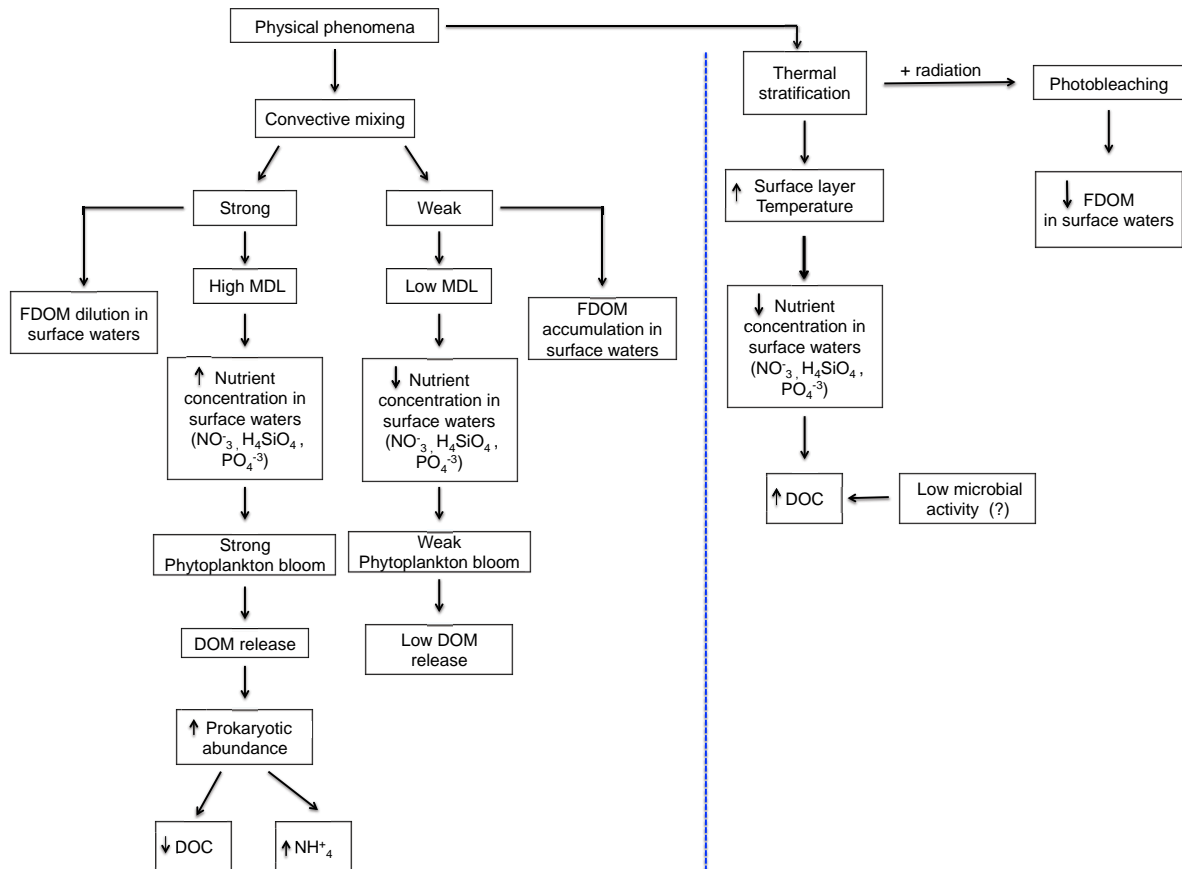 Physical phenomena
Convective mixing
Strong
Weak
High MDL
Low MDL
FDOM dilution in
surface waters
FDOM
accumulation in
surface waters
↑ Nutrient
concentration in
surface waters
(NO⁻₃, H₄SiO₄,
PO₄⁻³)
↓ Nutrient
concentration in
surface waters
(NO⁻₃, H₄SiO₄,
PO₄⁻³)
Strong
Phytoplankton bloom
Weak
Phytoplankton bloom
DOM release
Low DOM
release
↑ Prokaryotic
abundance
↓ DOC
↑ NH⁺₄
Thermal
stratification
+ radiation
Photobleaching
↑ Surface layer
Temperature
↓ FDOM
in surface waters
↓ Nutrient
concentration in
surface waters
(NO⁻₃, H₄SiO₄,
PO₄⁻³)
↑ DOC
Low microbial
activity (?)